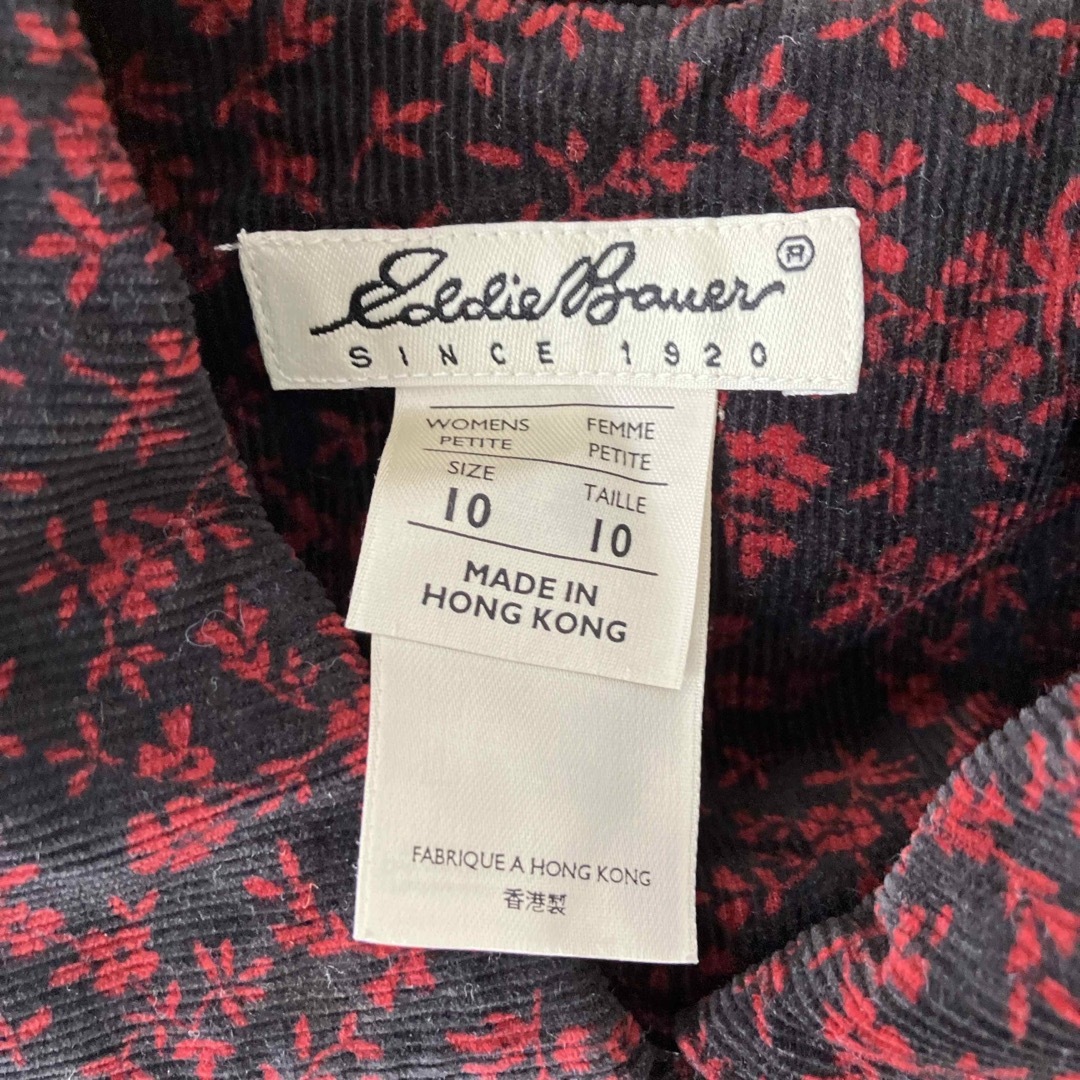 Eddie Bauer ®
SINCE 1920
WOMENS PETITE FEMME PETITE
SIZE TAILLE
10 10
MADE IN
HONG KONG
FABRIQUE A HONG KONG
香港製